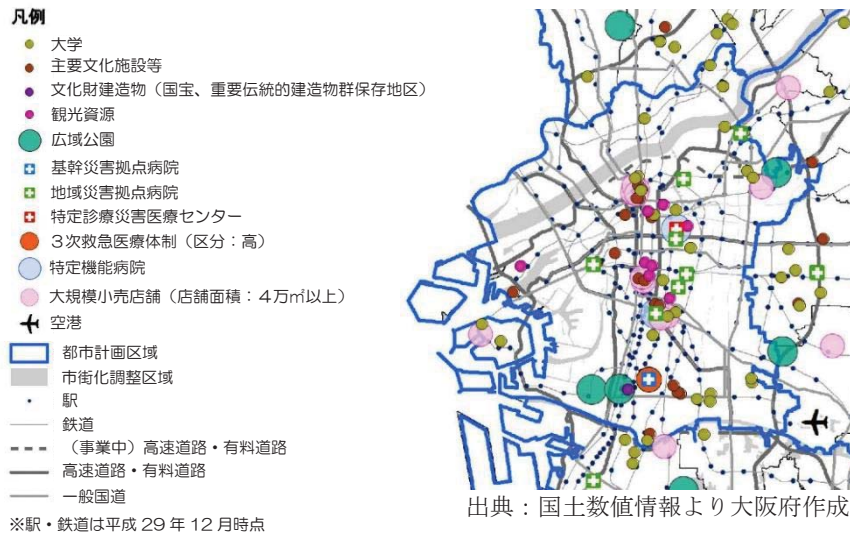 凡例
大学
主要文化施設等
文化財建造物（国宝、重要伝統的建造物群保存地区）
観光資源
広域公園
基幹災害拠点病院
地域災害拠点病院
特定診療災害医療センター
３次救急医療体制（区分：高）
特定機能病院
大規模小売店舗（店舗面積：４万㎡以上）
空港
都市計画区域
市街化調整区域
駅
鉄道
（事業中）高速道路・有料道路
高速道路・有料道路
一般国道
※駅・鉄道は平成 29 年 12 月時点
出典：国土数値情報より大阪府作成